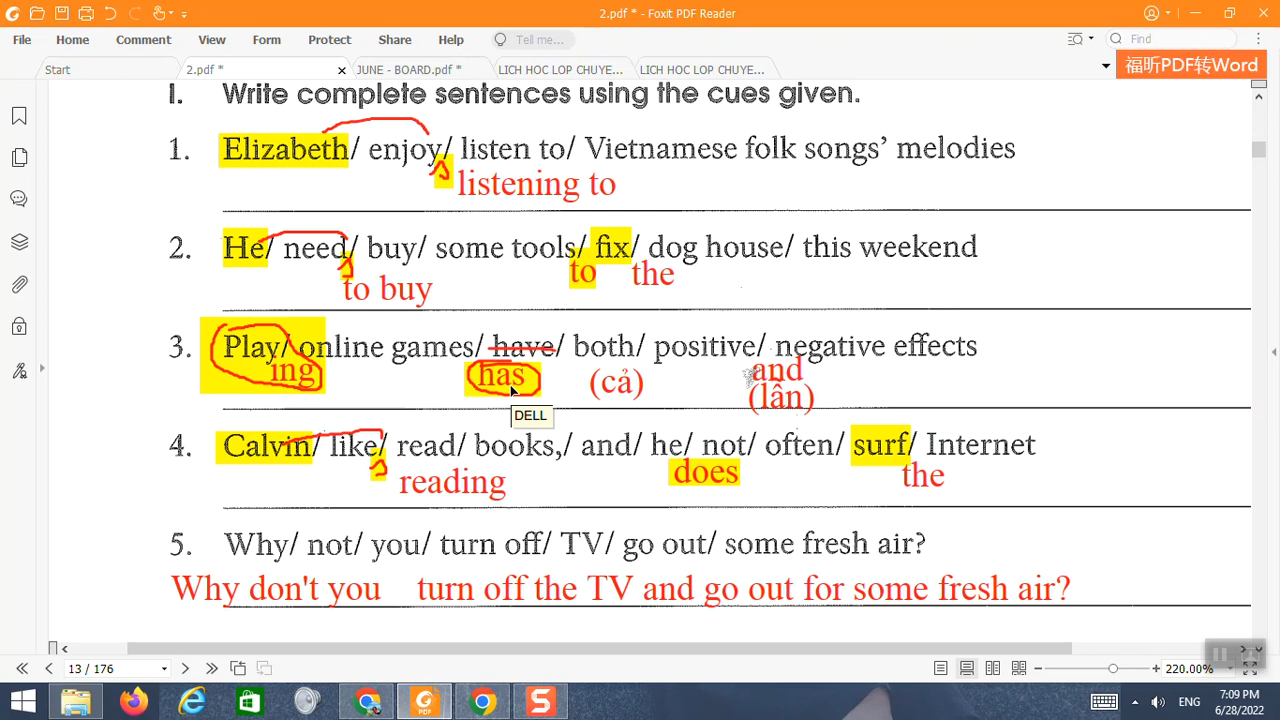 2.pdf * - Foxit PDF Reader
File Home Comment View Form Protect Share Help Tell me... Find
Start 2.pdf * JUNE - BOARD.pdf * LICH HOC LOP CHUYE... LICH HOC LOP CHUYE... 福昕PDF转Word
I. Write complete sentences using the cues given.
1. Elizabeth/ enjoy/ listen to/ Vietnamese folk songs' melodies
s listening to
2. He/ need/ buy/ some tools/ fix/ dog house/ this weekend
s to buy to the
3. Play/ online games/ have/ both/ positive/ negative effects
ing has (cả) and
(lẫn)
DELL
4. Calvin/ like/ read/ books,/ and/ he/ not/ often/ surf/ Internet
s reading does the
5. Why/ not/ you/ turn off/ TV/ go out/ some fresh air?
Why don't you turn off the TV and go out for some fresh air?
13 / 176 220.00%
PDF S ENG 7:09 PM
6/28/2022